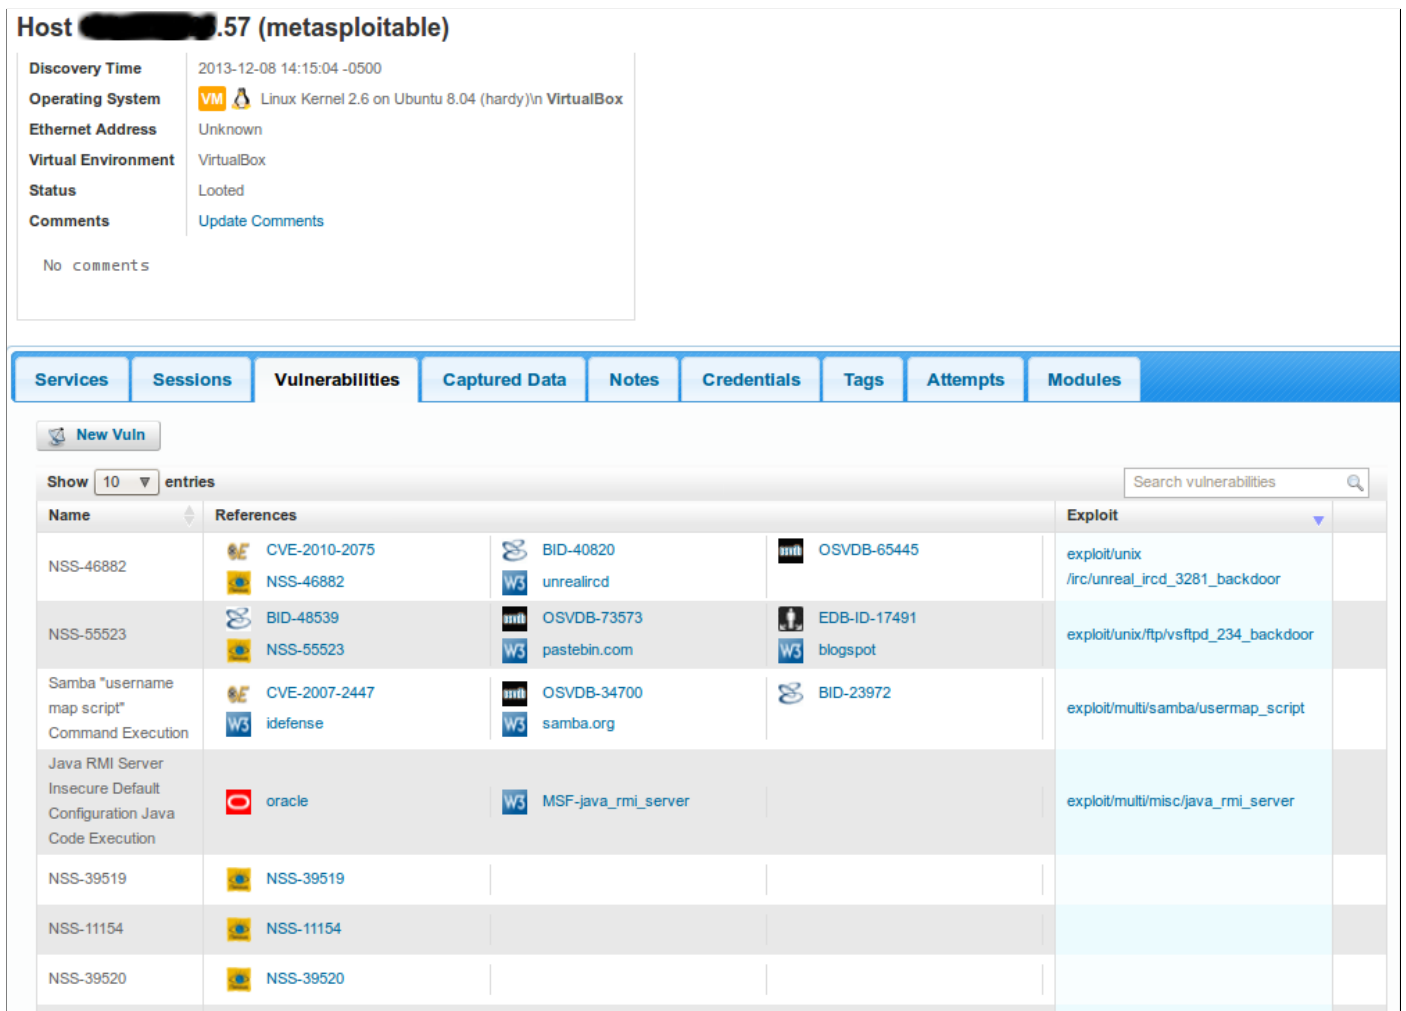 Host .57 (metasploitable)
Discovery Time 2013-12-08 14:15:04 -0500
Operating System VM Linux Kernel 2.6 on Ubuntu 8.04 (hardy)\n VirtualBox
Ethernet Address Unknown
Virtual Environment VirtualBox
Status Looted
Comments Update Comments
No comments
Services Sessions Vulnerabilities Captured Data Notes Credentials Tags Attempts Modules
New Vuln
Show 10 entries Search vulnerabilities
Name References Exploit
NSS-46882
CVE-2010-2075 BID-40820 OSVDB-65445
NSS-46882 W3 unrealircd
exploit/unix
/irc/unreal_ircd_3281_backdoor
NSS-55523
BID-48539 OSVDB-73573 EDB-ID-17491
NSS-55523 W3 pastebin.com W3 blogspot
exploit/unix/ftp/vsftpd_234_backdoor
Samba "username
map script"
Command Execution
CVE-2007-2447 OSVDB-34700 BID-23972
W3 idefense W3 samba.org
exploit/multi/samba/usermap_script
Java RMI Server
Insecure Default
Configuration Java
Code Execution
oracle W3 MSF-java_rmi_server
exploit/multi/misc/java_rmi_server
NSS-39519 NSS-39519
NSS-11154 NSS-11154
NSS-39520 NSS-39520